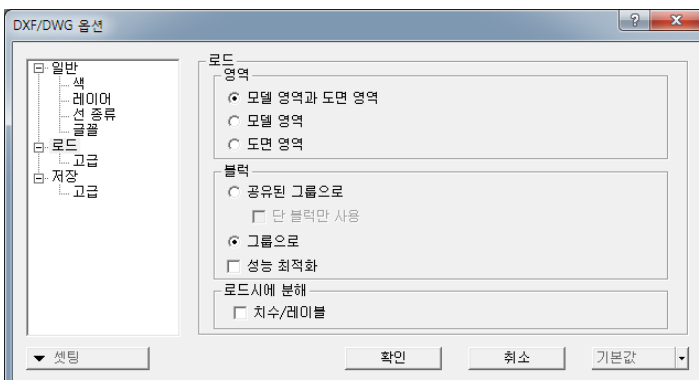 DXF/DWG 옵션
일반
색
레이어
선 종류
글꼴
로드
고급
저장
고급
로드
영역
모델 영역과 도면 영역
모델 영역
도면 영역
블럭
공유된 그룹으로
단 블럭만 사용
그룹으로
성능 최적화
로드시에 분해
치수/레이블
셋팅
확인
취소
기본값